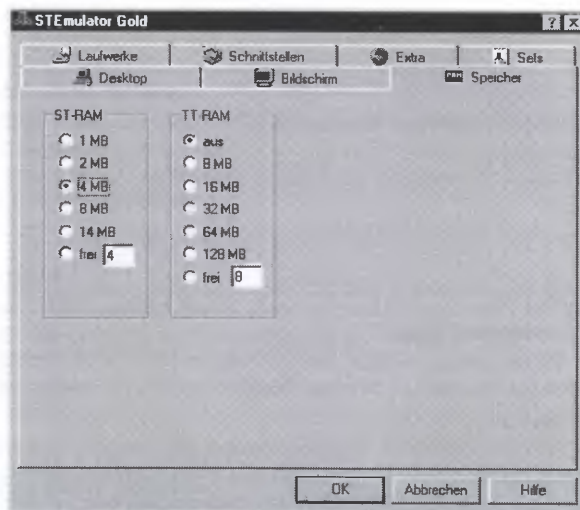 STEmulator Gold
Laufwerke
Schnittstellen
Extra
Sets
Desktop
Bildschirm
Speicher
ST-RAM
1 MB
2 MB
4 MB
8 MB
14 MB
frei 4
TT-RAM
aus
8 MB
16 MB
32 MB
64 MB
128 MB
frei 8
OK
Abbrechen
Hilfe